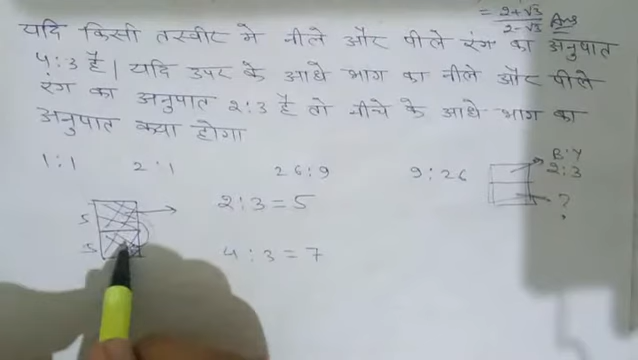 = 2+√3 / 2-√3 Ans
यदि किसी तस्वीर मे नीले और पीले रंग का अनुपात
4:3 है | यदि उपर के आधे भाग का नीले और पीले
रंग का अनुपात 2:3 है तो नीचे के आधे भाग का
अनुपात क्या होगा
1:1 2:1 26:9 9:26
B:Y
2:3
?
2:3 = 5
5
5
4:3 = 7